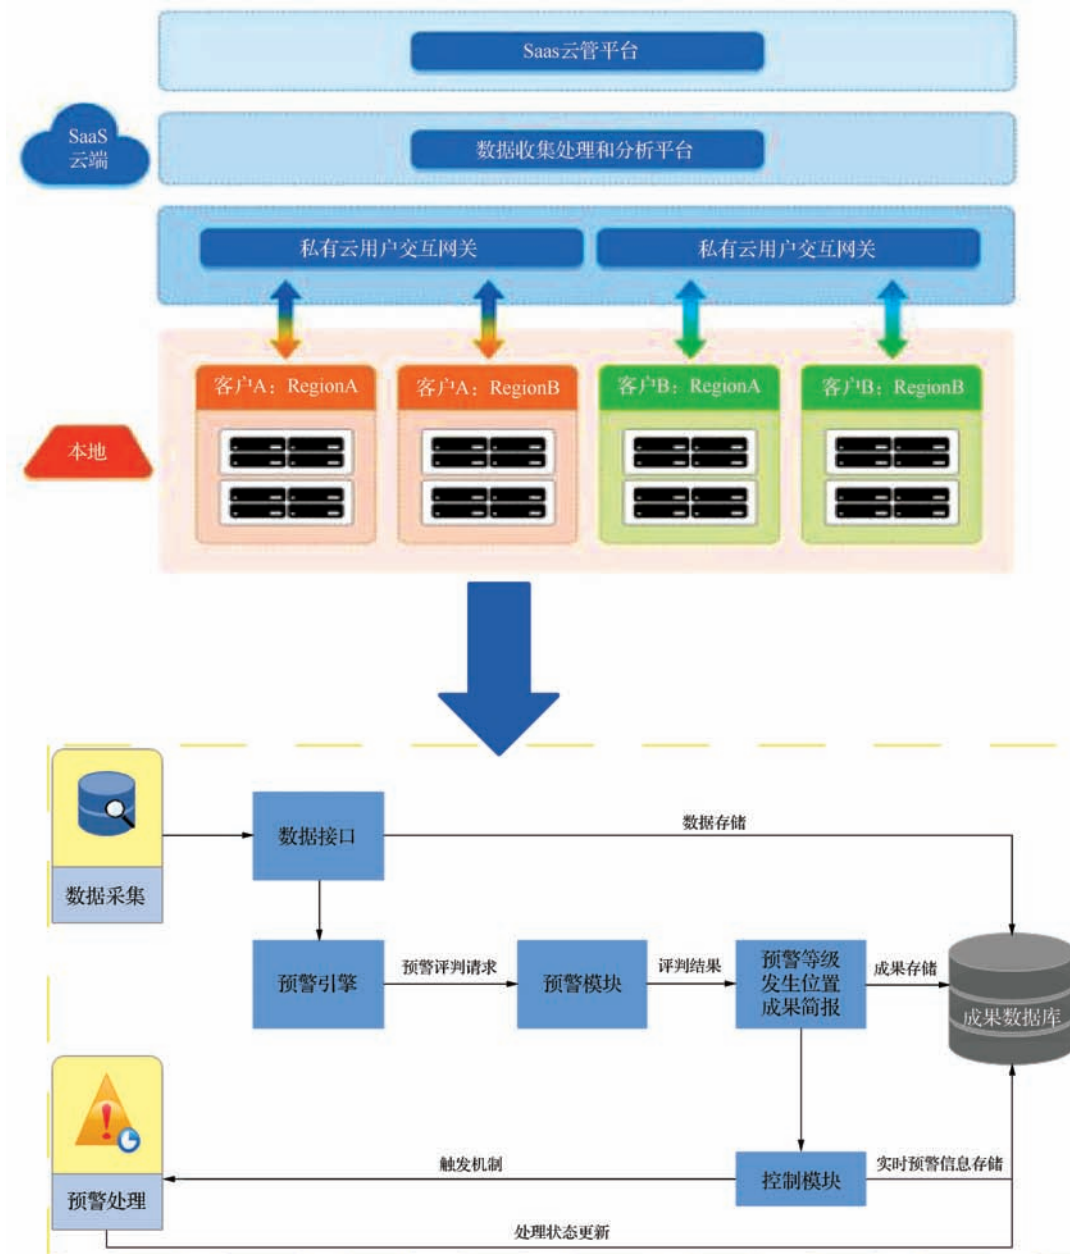 Saas云管平台
SaaS
云端
数据收集处理和分析平台
私有云用户交互网关
私有云用户交互网关
客户A：RegionA
客户A：RegionB
客户B：RegionA
客户B：RegionB
本地
数据采集
数据接口
数据存储
预警引擎
预警评判请求
预警模块
评判结果
预警等级
发生位置
成果简报
成果存储
成果数据库
预警处理
触发机制
控制模块
实时预警信息存储
处理状态更新